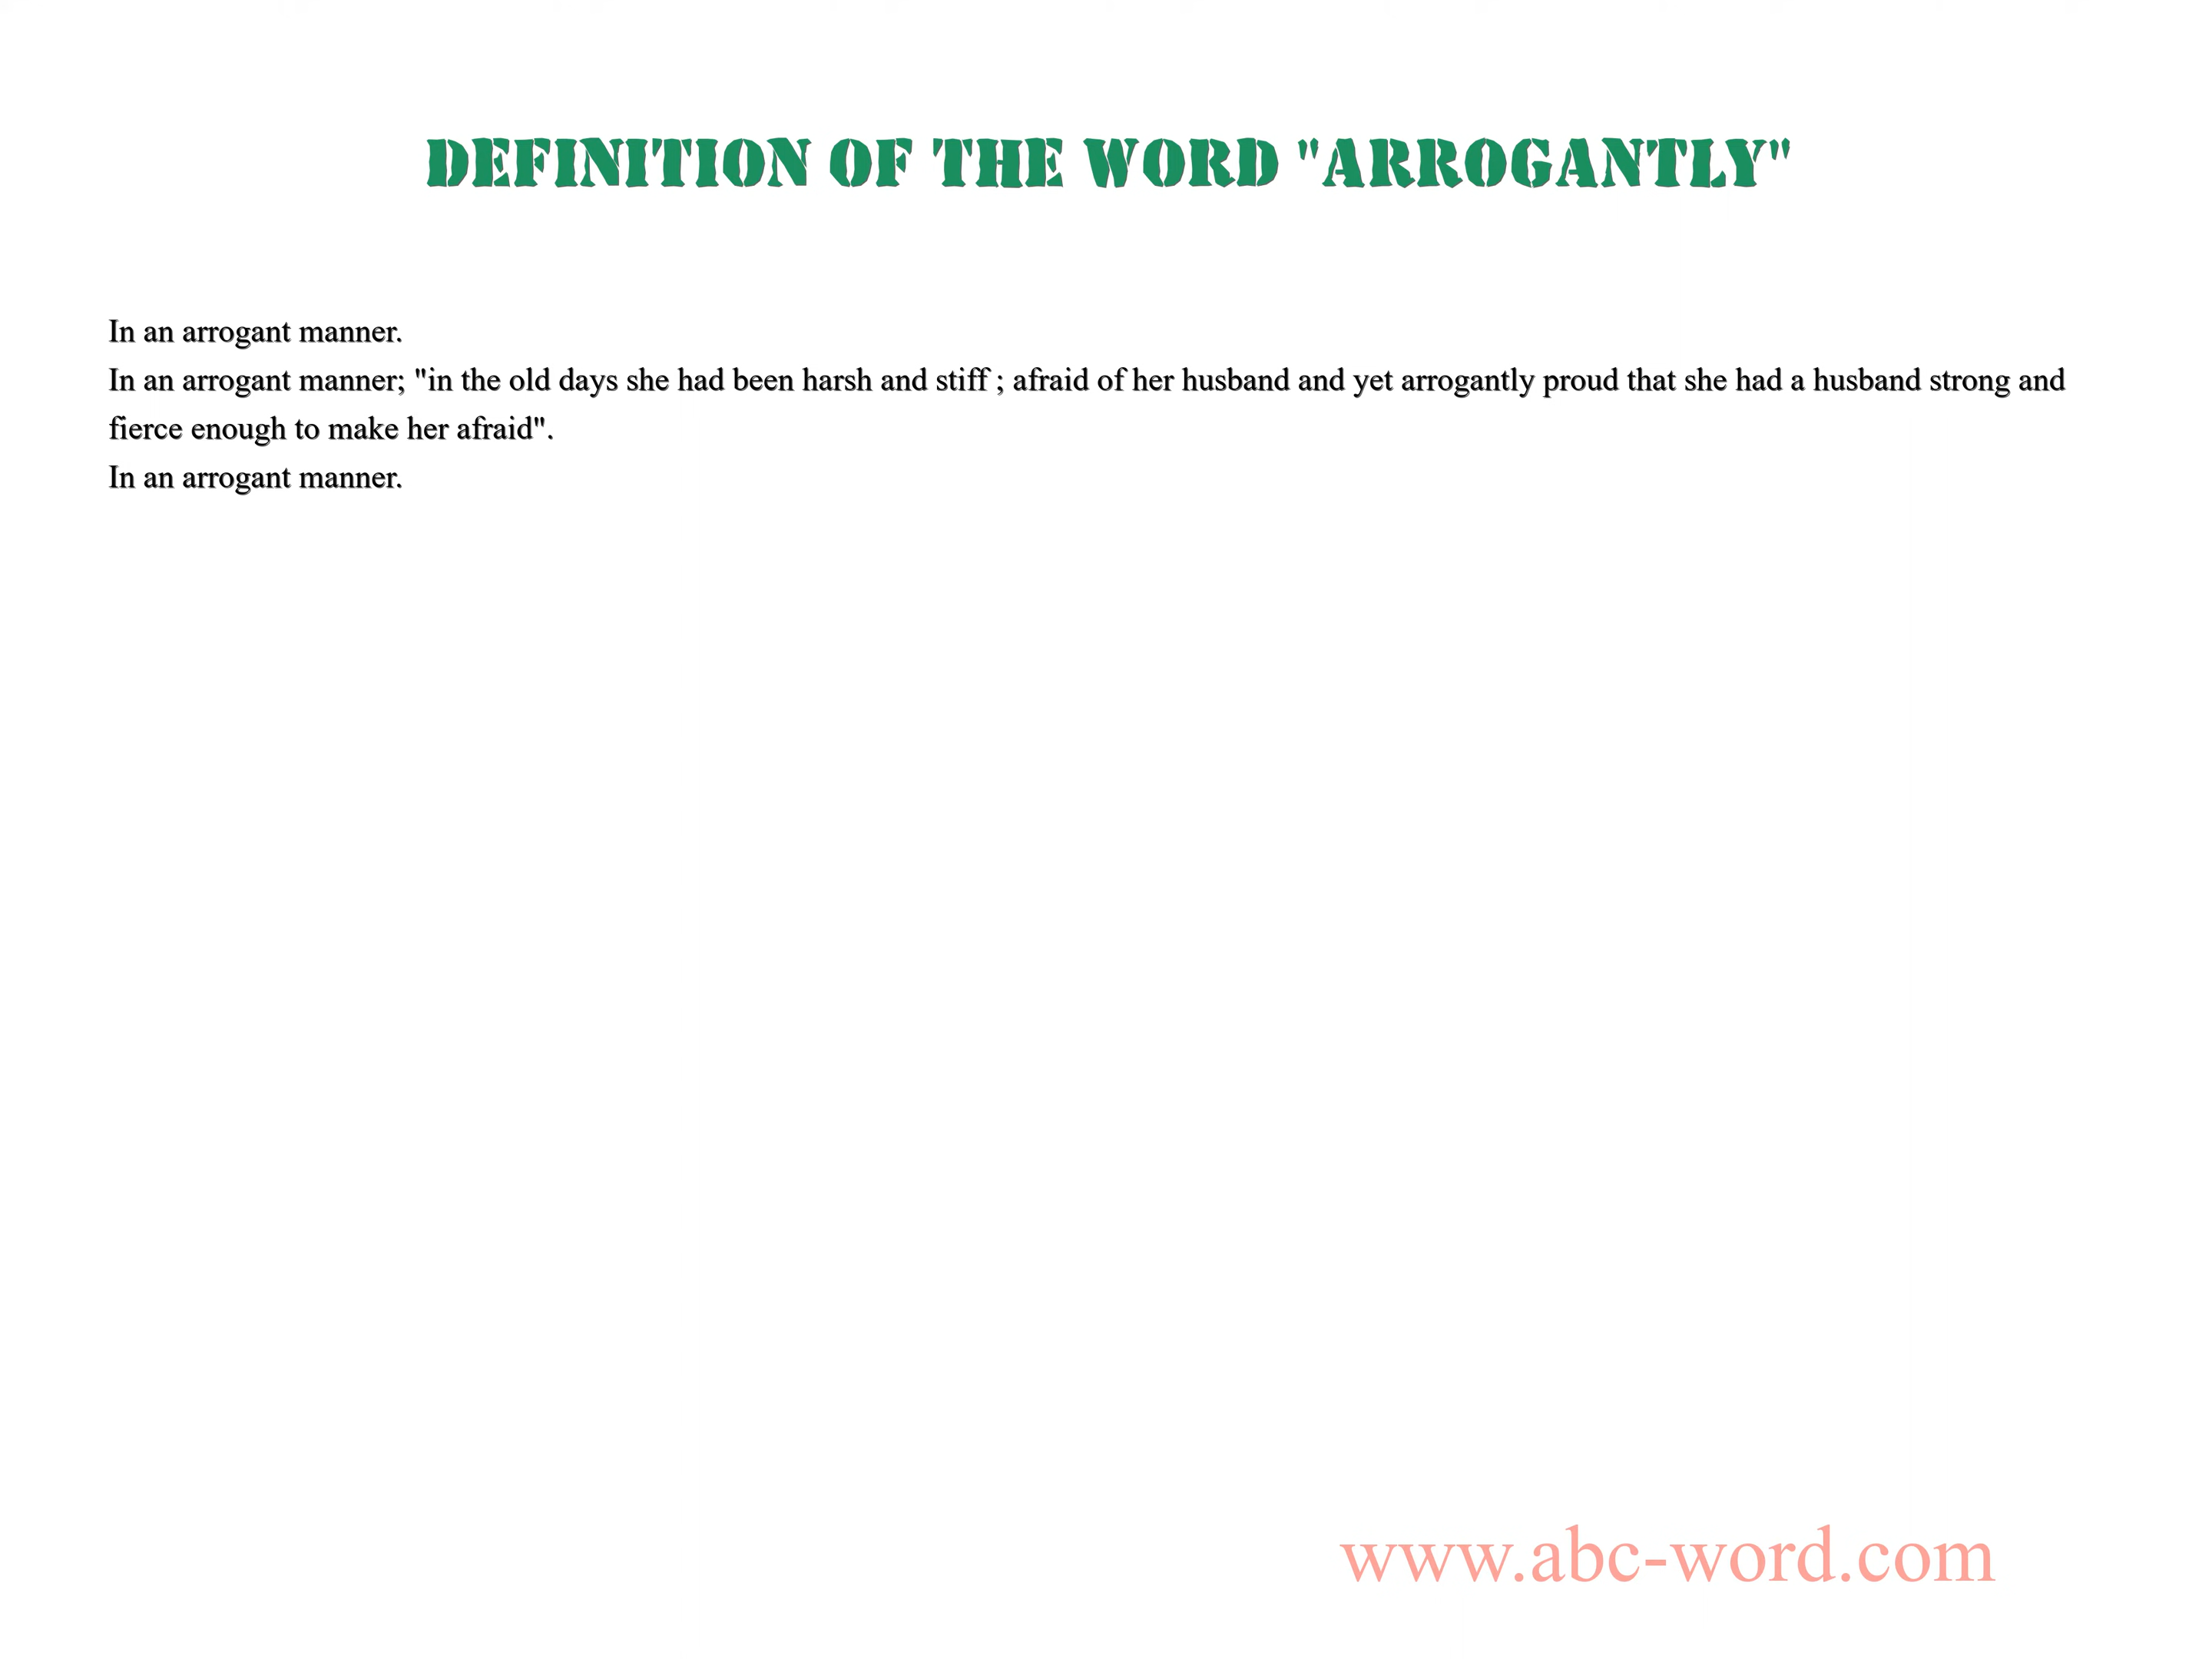 DEFINITION OF THE WORD "ARROGANTLY"
In an arrogant manner.
In an arrogant manner; "in the old days she had been harsh and stiff ; afraid of her husband and yet arrogantly proud that she had a husband strong and
fierce enough to make her afraid".
In an arrogant manner.
www.abc-word.com